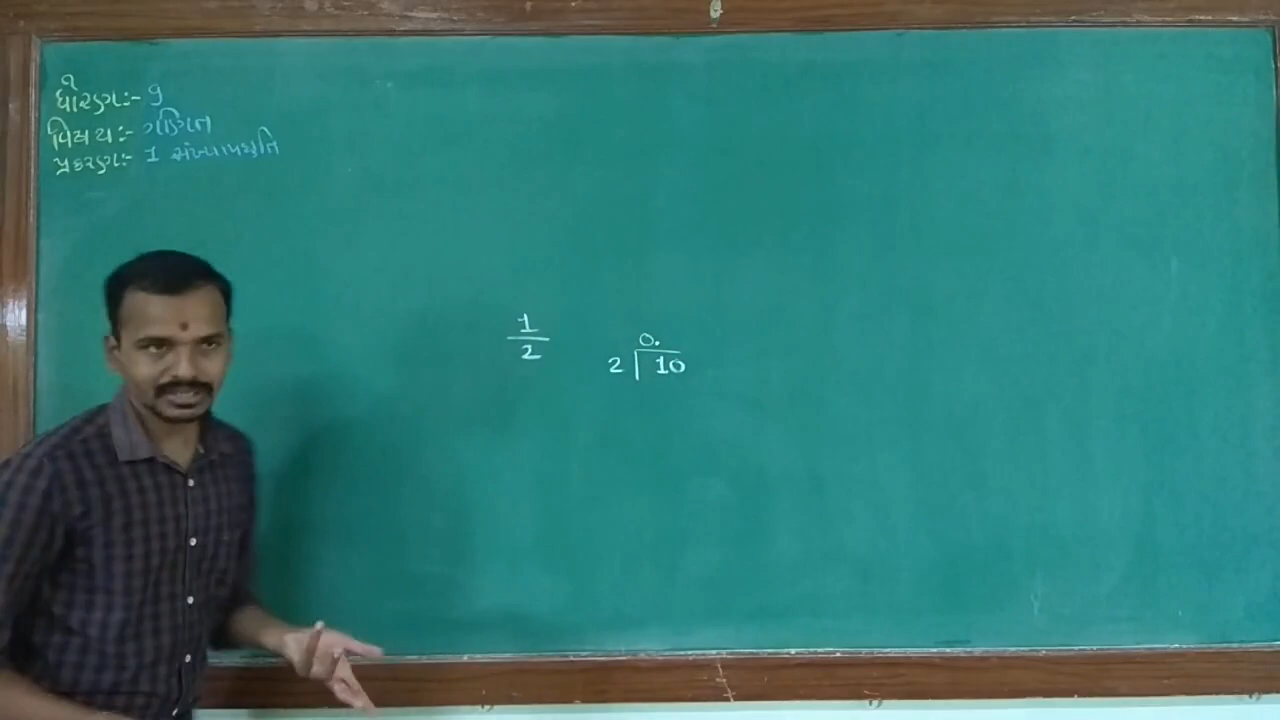 ધોરણ:- 9
વિષય:- ગણિત
પ્રકરણ:- 1 સંખ્યાપદ્ધતિ
1
2
0.
2 10